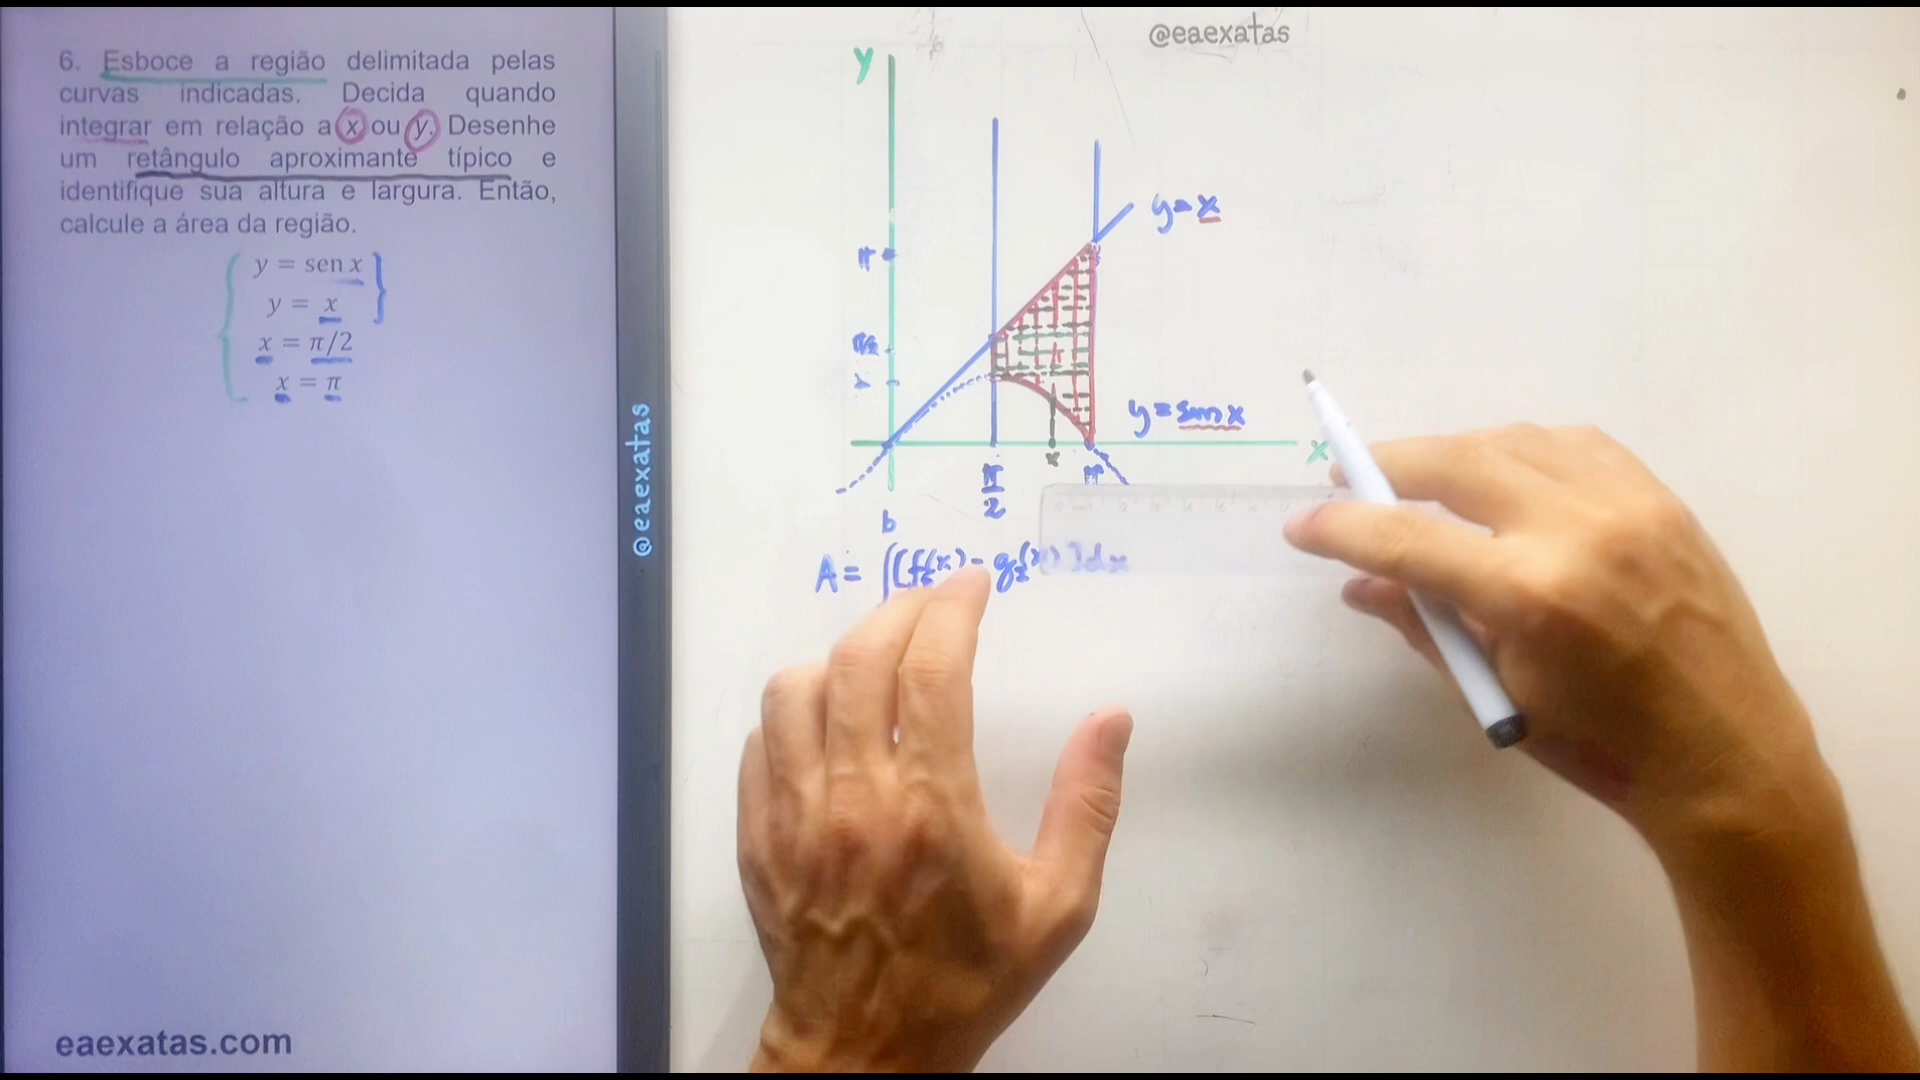 6. Esboce a região delimitada pelas
curvas indicadas. Decida quando
integrar em relação a x ou y. Desenhe
um retângulo aproximante típico e
identifique sua altura e largura. Então,
calcule a área da região.
y = sen x
y = x
x = π/2
x = π
eaexatas.com
@eaexatas
@eaexatas
y
y = x
π
π/2
y = sen x
x
x
π/2
π
b
A = ∫[f(x) - g(x)]dx